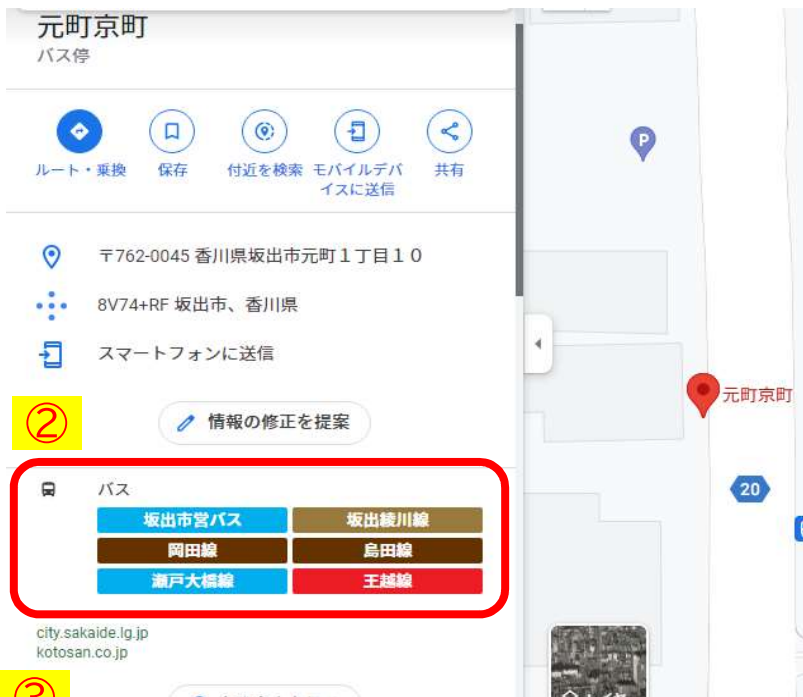 元町京町
バス停
ルート・乗換
保存
付近を検索
モバイルデバ
イスに送信
共有
〒762-0045 香川県坂出市元町１丁目１０
8V74+RF 坂出市、香川県
スマートフォンに送信
②
情報の修正を提案
バス
坂出市営バス
坂出綾川線
岡田線
島田線
瀬戸大橋線
王越線
city.sakaide.lg.jp
kotosan.co.jp
③
P
元町京町
20